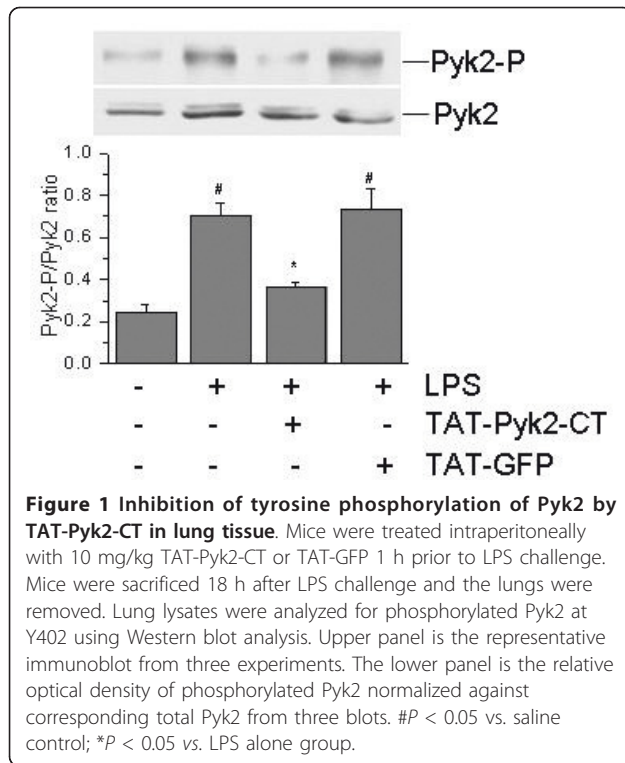 Pyk2-P
Pyk2
1.0
0.8
0.6
0.4
0.2
0.0
Pyk2-P/Pyk2 ratio
#
*
#
- + + + LPS
- - + - TAT-Pyk2-CT
- - - + TAT-GFP
Figure 1 Inhibition of tyrosine phosphorylation of Pyk2 by
TAT-Pyk2-CT in lung tissue. Mice were treated intraperitoneally
with 10 mg/kg TAT-Pyk2-CT or TAT-GFP 1 h prior to LPS challenge.
Mice were sacrificed 18 h after LPS challenge and the lungs were
removed. Lung lysates were analyzed for phosphorylated Pyk2 at
Y402 using Western blot analysis. Upper panel is the representative
immunoblot from three experiments. The lower panel is the relative
optical density of phosphorylated Pyk2 normalized against
corresponding total Pyk2 from three blots. #P < 0.05 vs. saline
control; *P < 0.05 vs. LPS alone group.